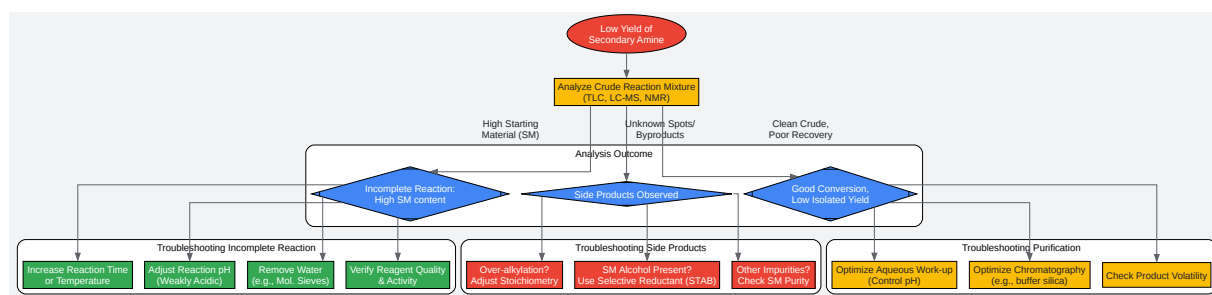 Low Yield of
Secondary Amine
Analyze Crude Reaction Mixture
(TLC, LC-MS, NMR)
High Starting
Material (SM)
Unknown Spots/
Byproducts
Clean Crude,
Poor Recovery
Analysis Outcome
Incomplete Reaction:
High SM content
Side Products Observed
Good Conversion,
Low Isolated Yield
Troubleshooting Incomplete Reaction
Increase Reaction Time
or Temperature
Adjust Reaction pH
(Weakly Acidic)
Remove Water
(e.g., Mol. Sieves)
Verify Reagent Quality
& Activity
Troubleshooting Side Products
Over-alkylation?
Adjust Stoichiometry
SM Alcohol Present?
Use Selective Reductant (STAB)
Other Impurities?
Check SM Purity
Troubleshooting Purification
Optimize Aqueous Work-up
(Control pH)
Optimize Chromatography
(e.g., buffer silica)
Check Product Volatility